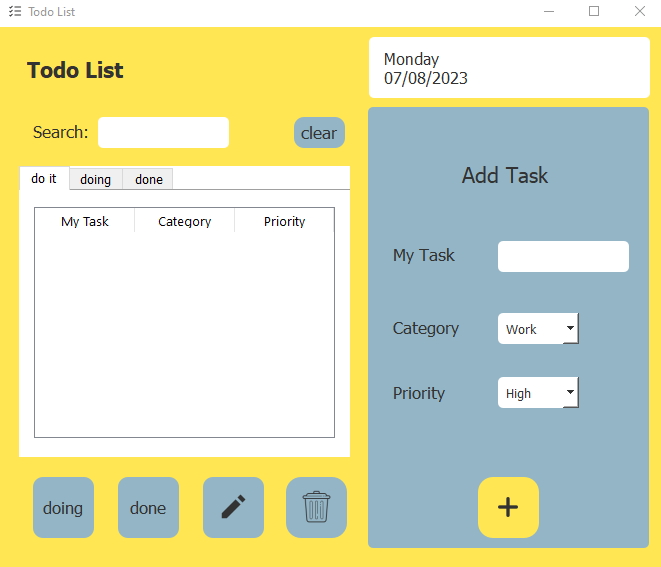 Todo List
Todo List
Monday
07/08/2023
Search:
clear
do it doing done
My Task Category Priority
doing done
Add Task
My Task
Category Work
Priority High
+